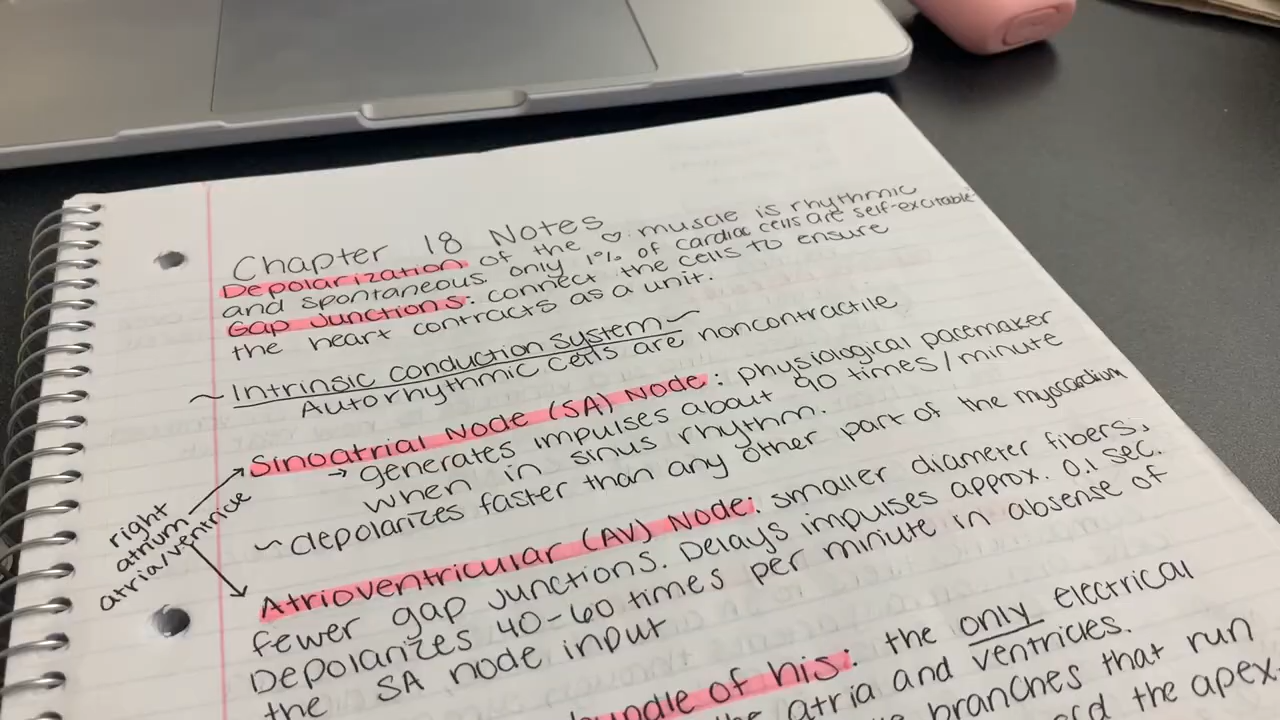 Chapter 18 Notes
Depolarization of the ♡ muscle is rhythmic
and spontaneous only 1% of cardiac cells are self-excitable
Gap Junctions: connect the cells to ensure
the heart contracts as a unit.
~ Intrinsic conduction System ~
Autorhythmic Cells are noncontractile
Sinoatrial Node (SA) Node: physiological pacemaker
→ generates impulses about 90 times/minute
when in sinus rhythm.
~ depolarizes faster than any other part of the myocardium
right
atrium
atria/ventrice
Atrioventricular (AV) Node: smaller diameter fibers,
fewer gap junctions. Delays impulses approx. 0.1 sec.
Depolarizes 40-60 times per minute in absense of
the SA node input
bundle of his: the only electrical
the atria and ventricles.
branches that run
the apex.